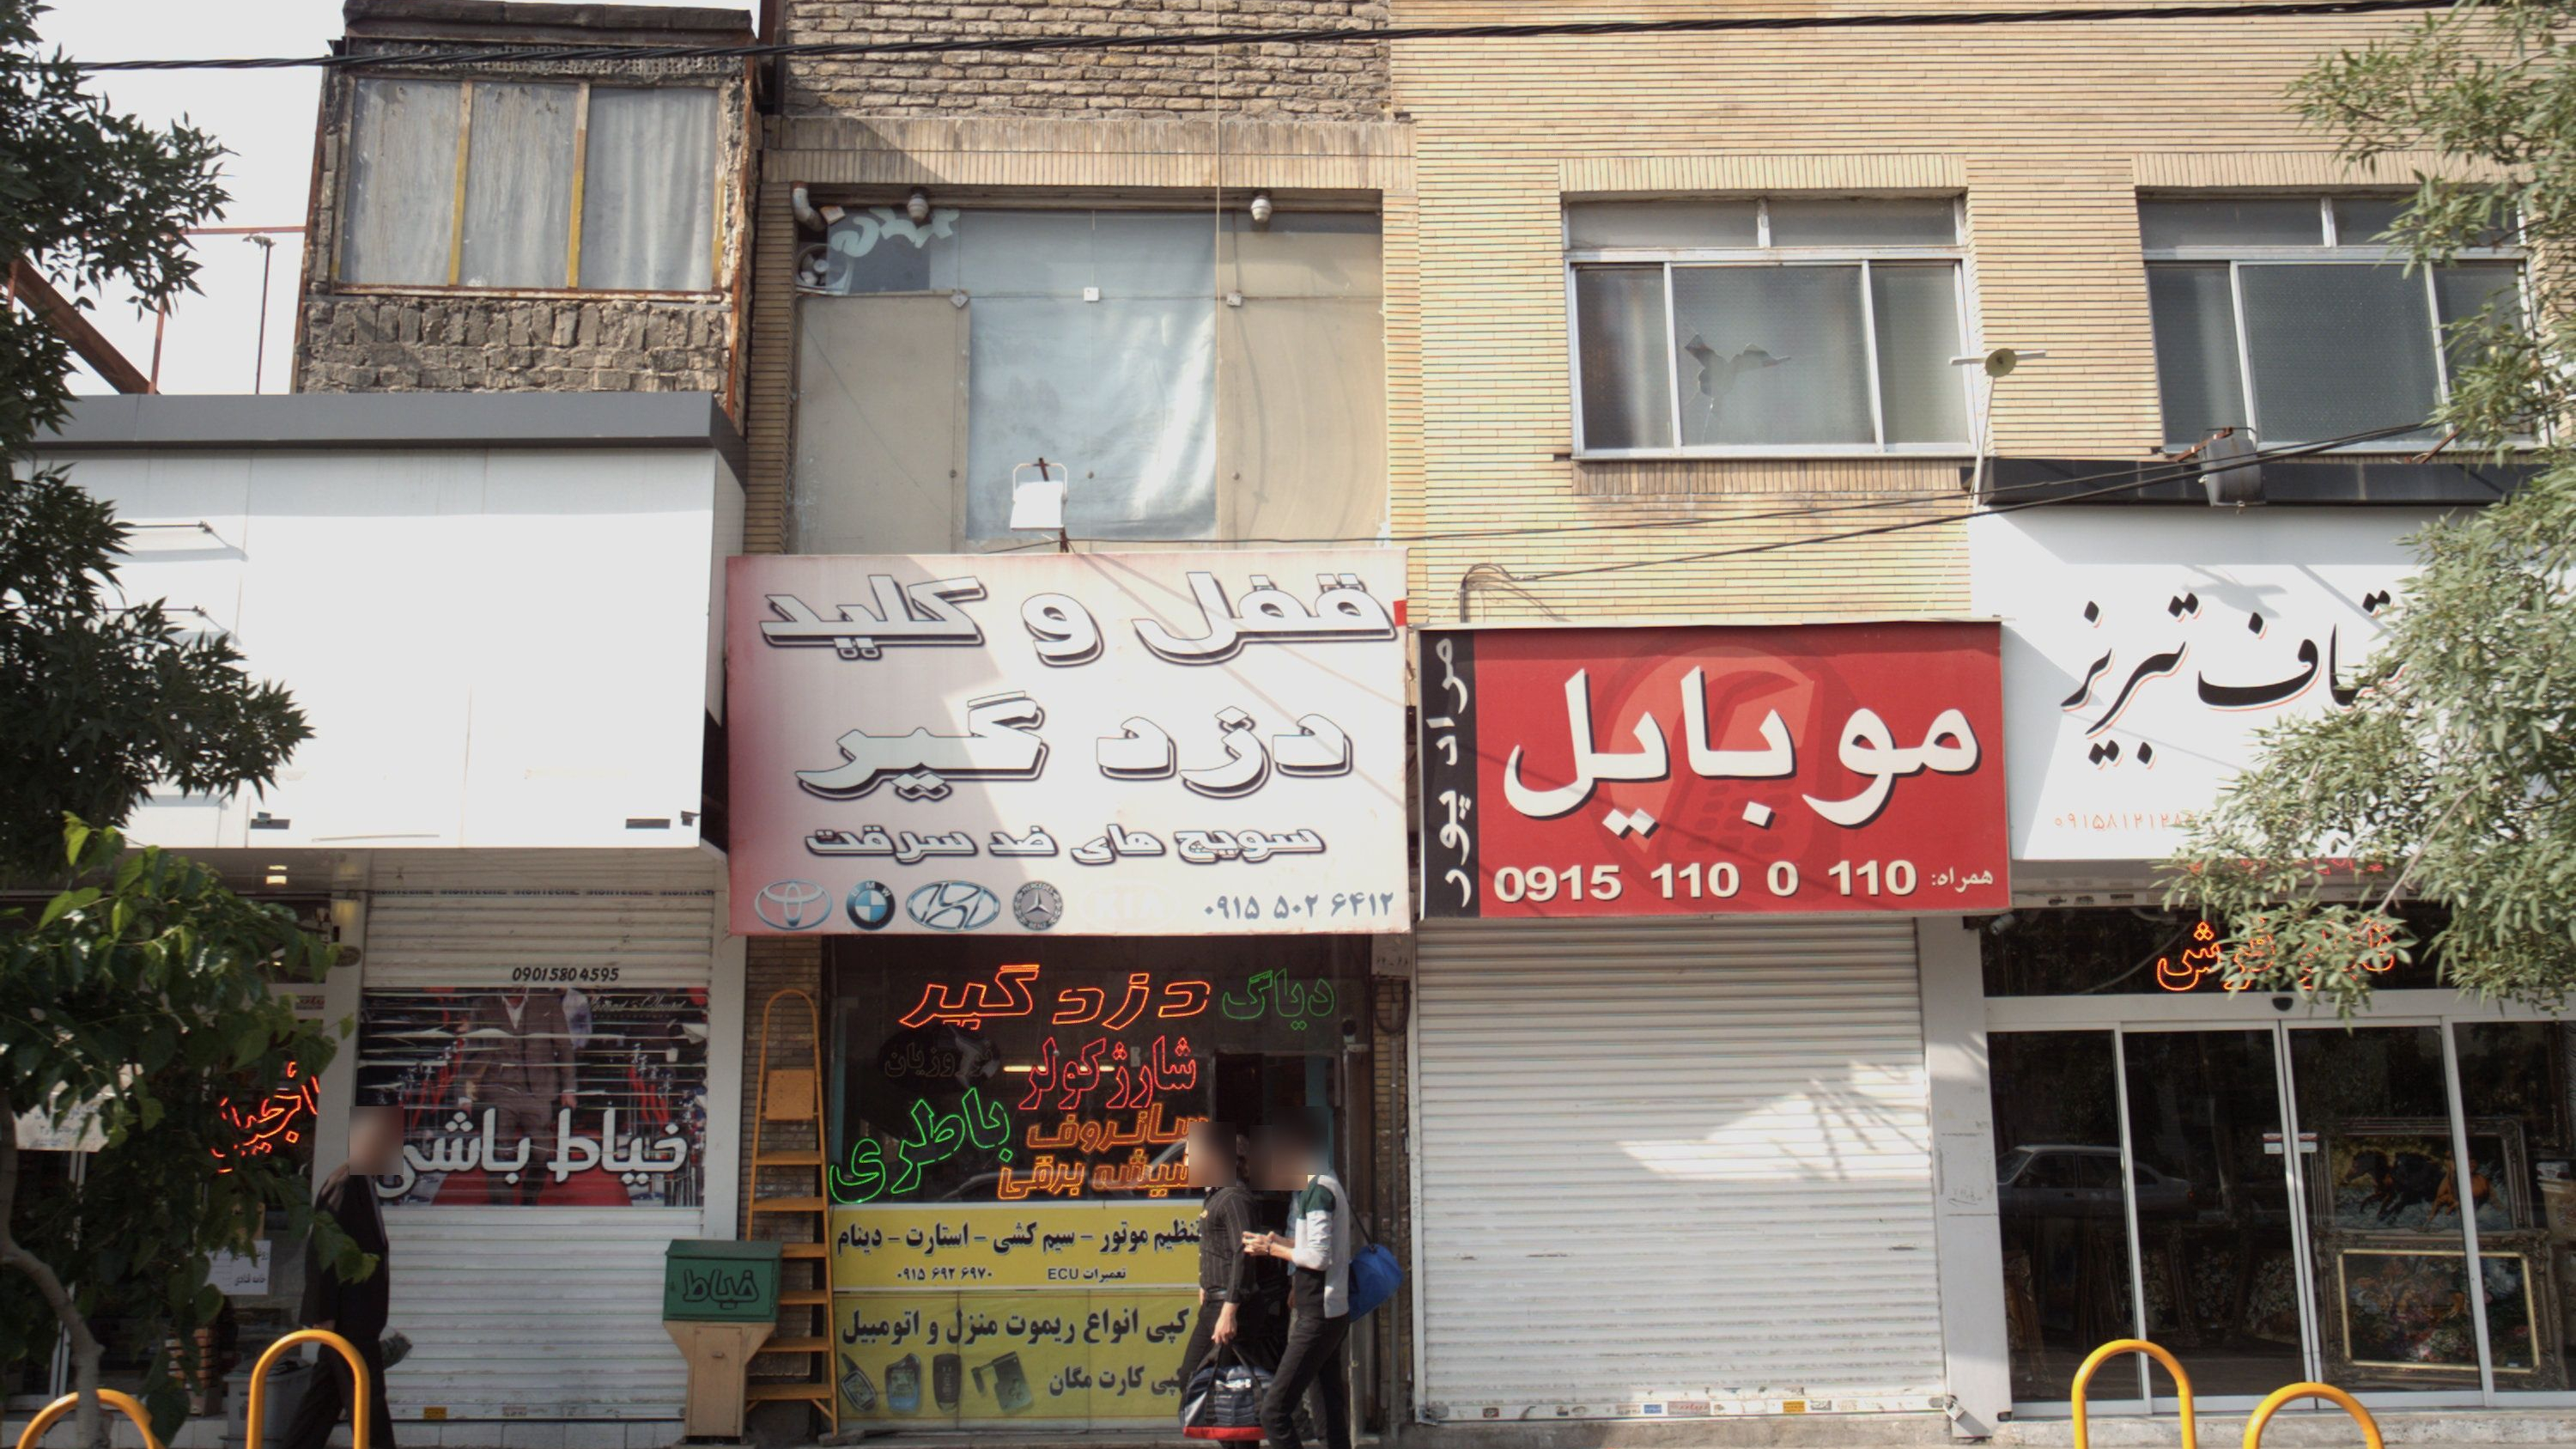 قفل و کلید
دزد گیر
سویچ های ضد سرقت
۰۹۱۵ ۵۰۲ ۶۴۱۲
مراد پور
موبایل
همراه: 0915 110 0 110
تبریز
09015804595
خیاط باشی
خیاط
دیاگ
دزد گیر
نوروزیان
شارژ کولر
باطری
سانروف
شیشه برقی
تنظیم موتور - سیم کشی - استارت - دینام
تعمیرات ECU ۰۹۱۵ ۶۹۲ ۶۹۷۰
کپی انواع ریموت منزل و اتومبیل
کپی کارت مگان